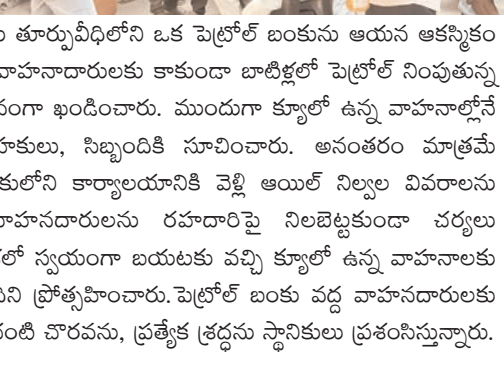 తూర్పువీధిలోని ఒక పెట్రోల్ బంకును ఆయన ఆకస్మికం
వాహనాదారులకు కాకుండా బాటిళ్లలో పెట్రోల్ నింపుతున్న
ఖండించారు. ముందుగా క్యూలో ఉన్న వాహనాల్లోనే
సిబ్బందికి సూచించారు. అనంతరం మాత్రమే
కార్యాలయానికి వెళ్లి ఆయిల్ నిల్వల వివరాలను
వాహనదారులను రహదారిపై నిలబెట్టకుండా చర్యలు
స్వయంగా బయటకు వచ్చి క్యూలో ఉన్న వాహనాలకు
ప్రోత్సహించారు. పెట్రోల్ బంకు వద్ద వాహనదారులకు
చొరవను, ప్రత్యేక శ్రద్ధను స్థానికులు ప్రశంసిస్తున్నారు.